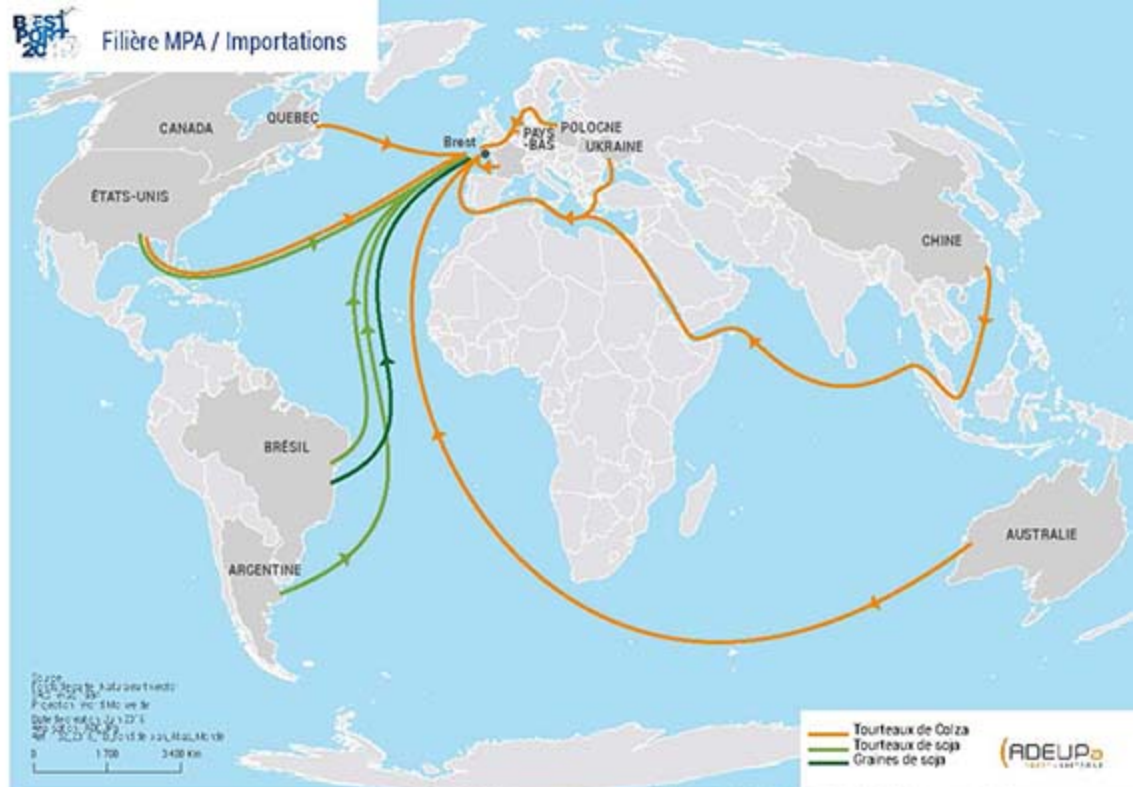 Filière MPA / Importations
CANADA
QUEBEC
ÉTATS-UNIS
Brest
PAYS
-BAS
POLOGNE
UKRAINE
CHINE
BRÉSIL
ARGENTINE
AUSTRALIE
Source
0 1 700 3 400 Km
Tourteaux de Colza
Tourteaux de soja
Graines de soja
ADEUPa